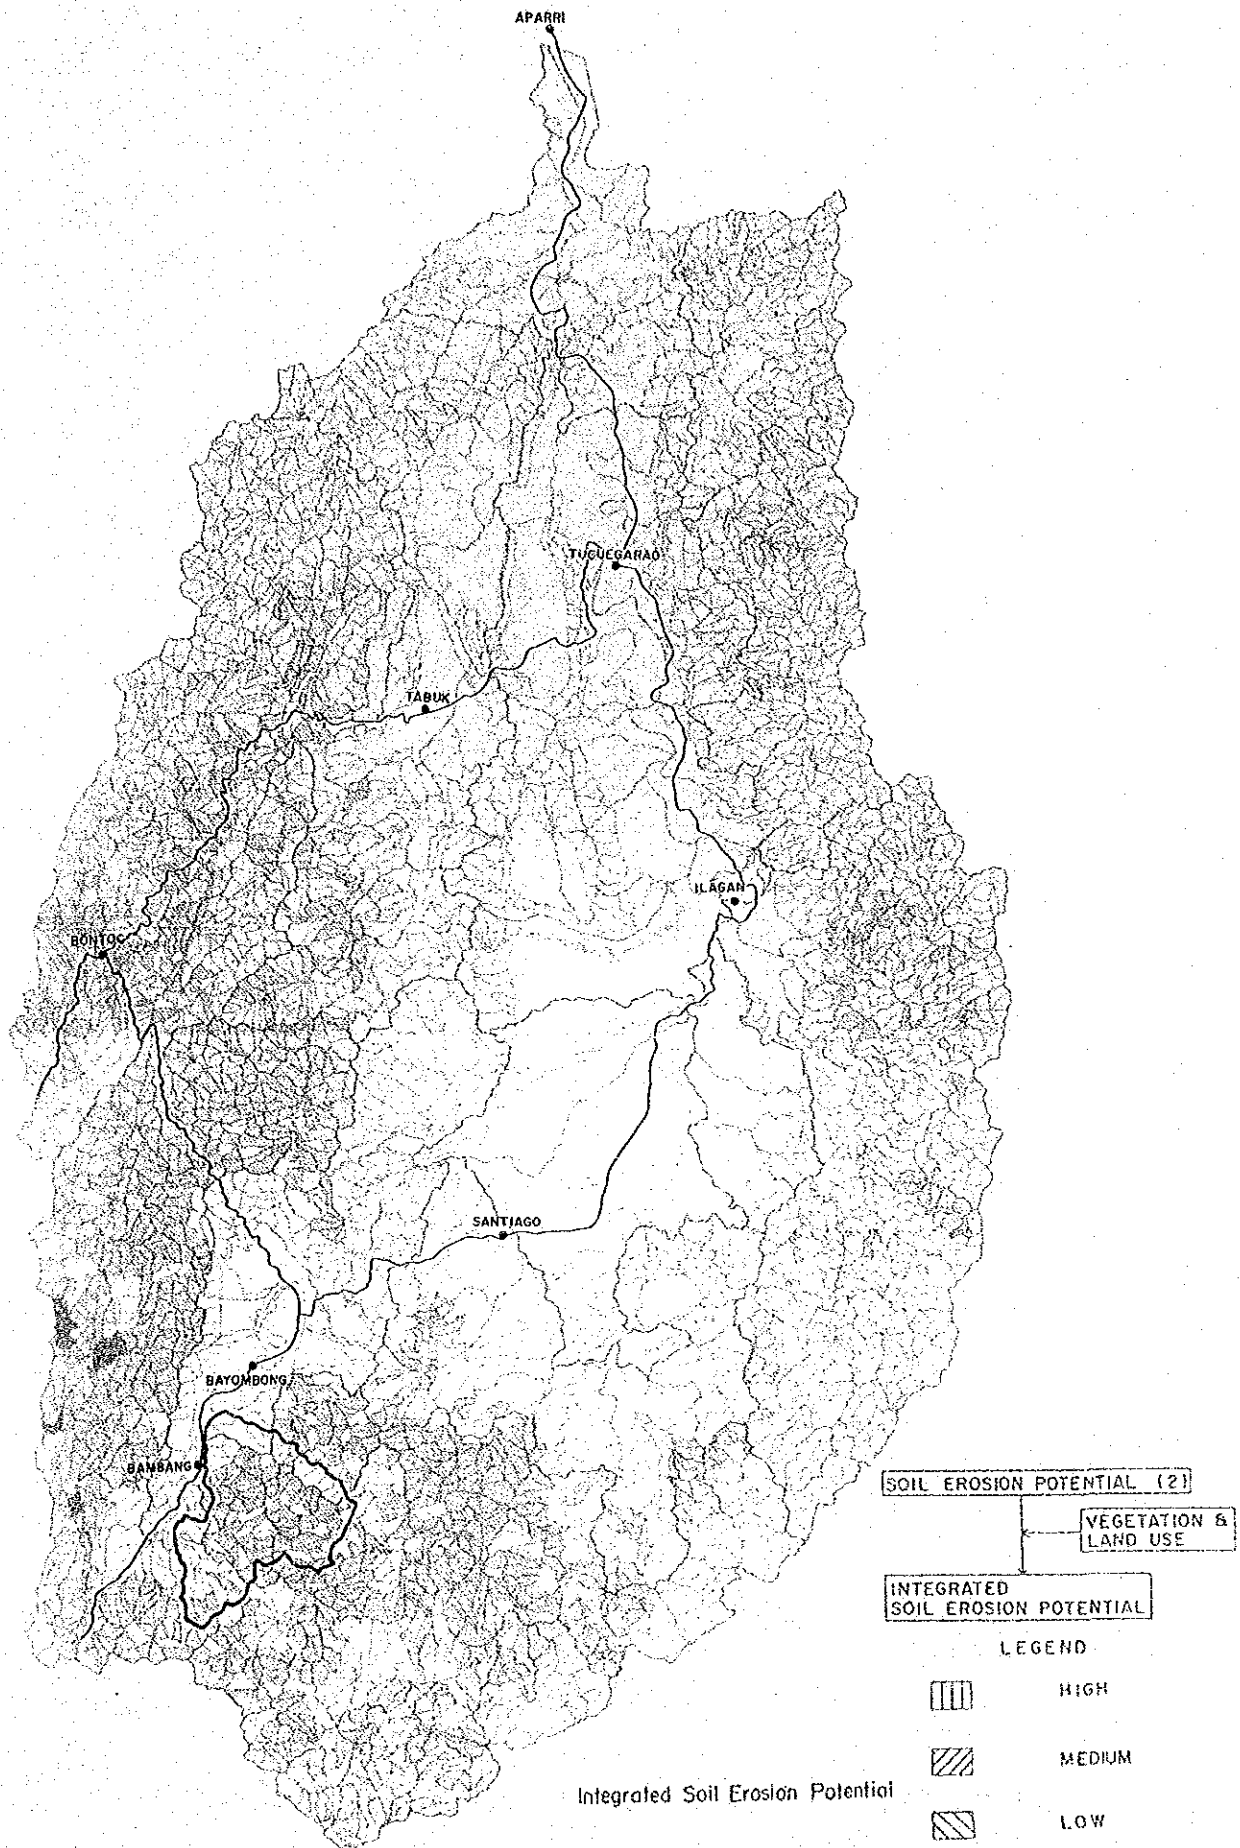 APARRI
TUGUEGARAO
TABUK
ILAGAN
BONTOC
SANTIAGO
BAYOMBONG
BAMBANG
SOIL EROSION POTENTIAL (2)
VEGETATION &
LAND USE
INTEGRATED
SOIL EROSION POTENTIAL
LEGEND
HIGH
MEDIUM
LOW
Integrated Soil Erosion Potential